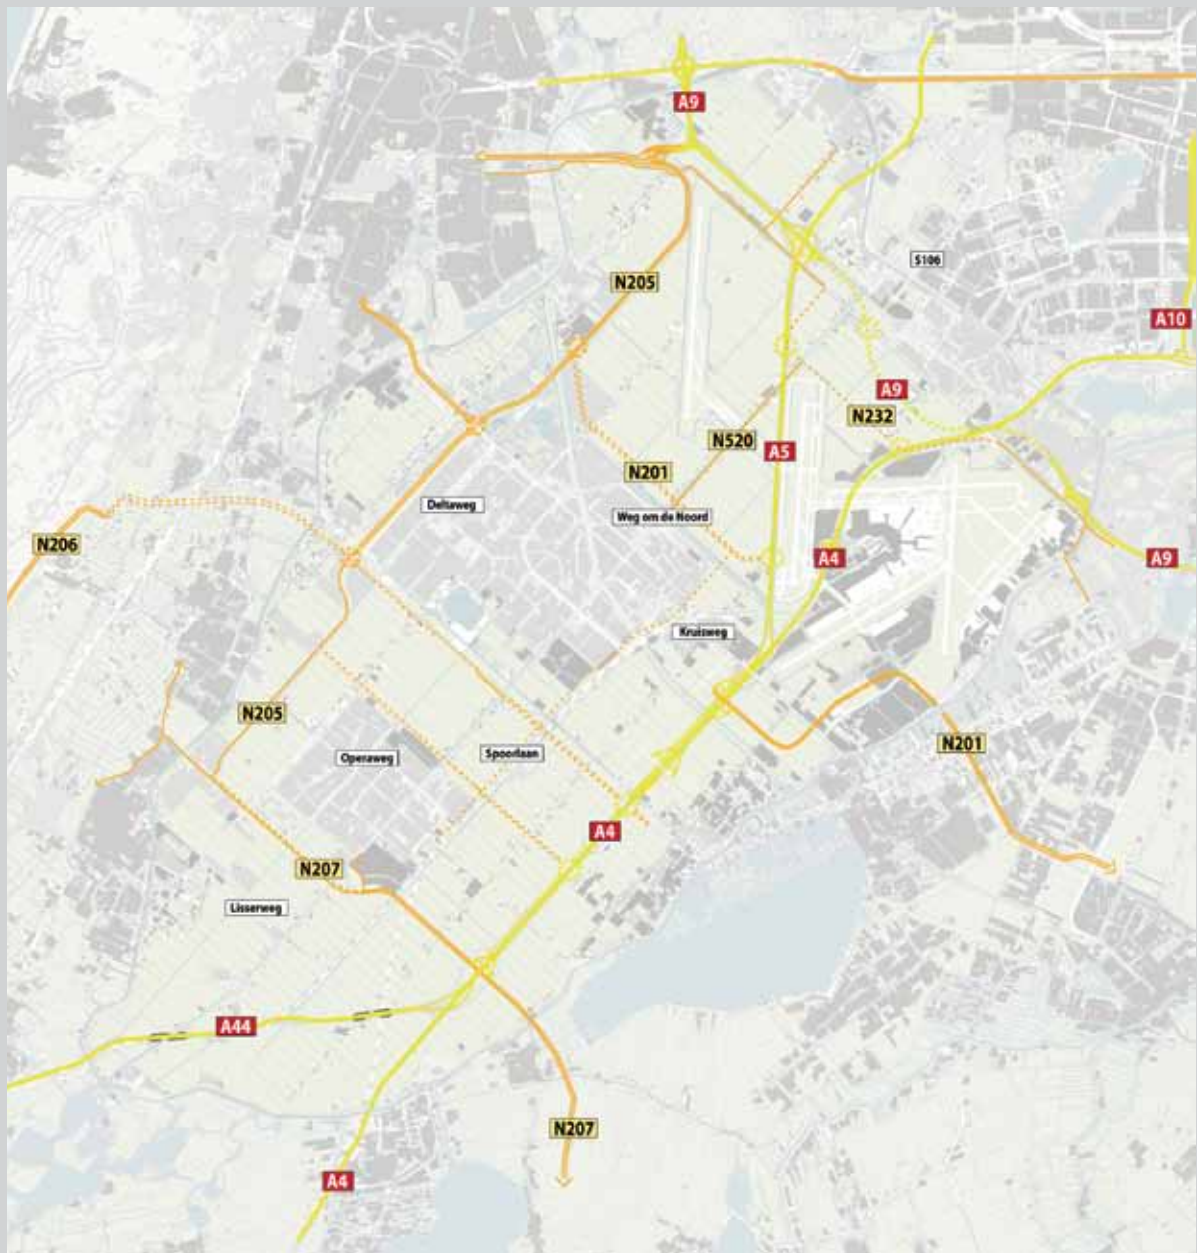 A9
S106
N205
A10
A9
N232
N520
A5
N201
Deltaweg
Weg om de Noord
N206
A4
A9
Kruisweg
N205
N201
Operaweg
Spoorlaan
A4
N207
Lisserweg
A44
N207
A4